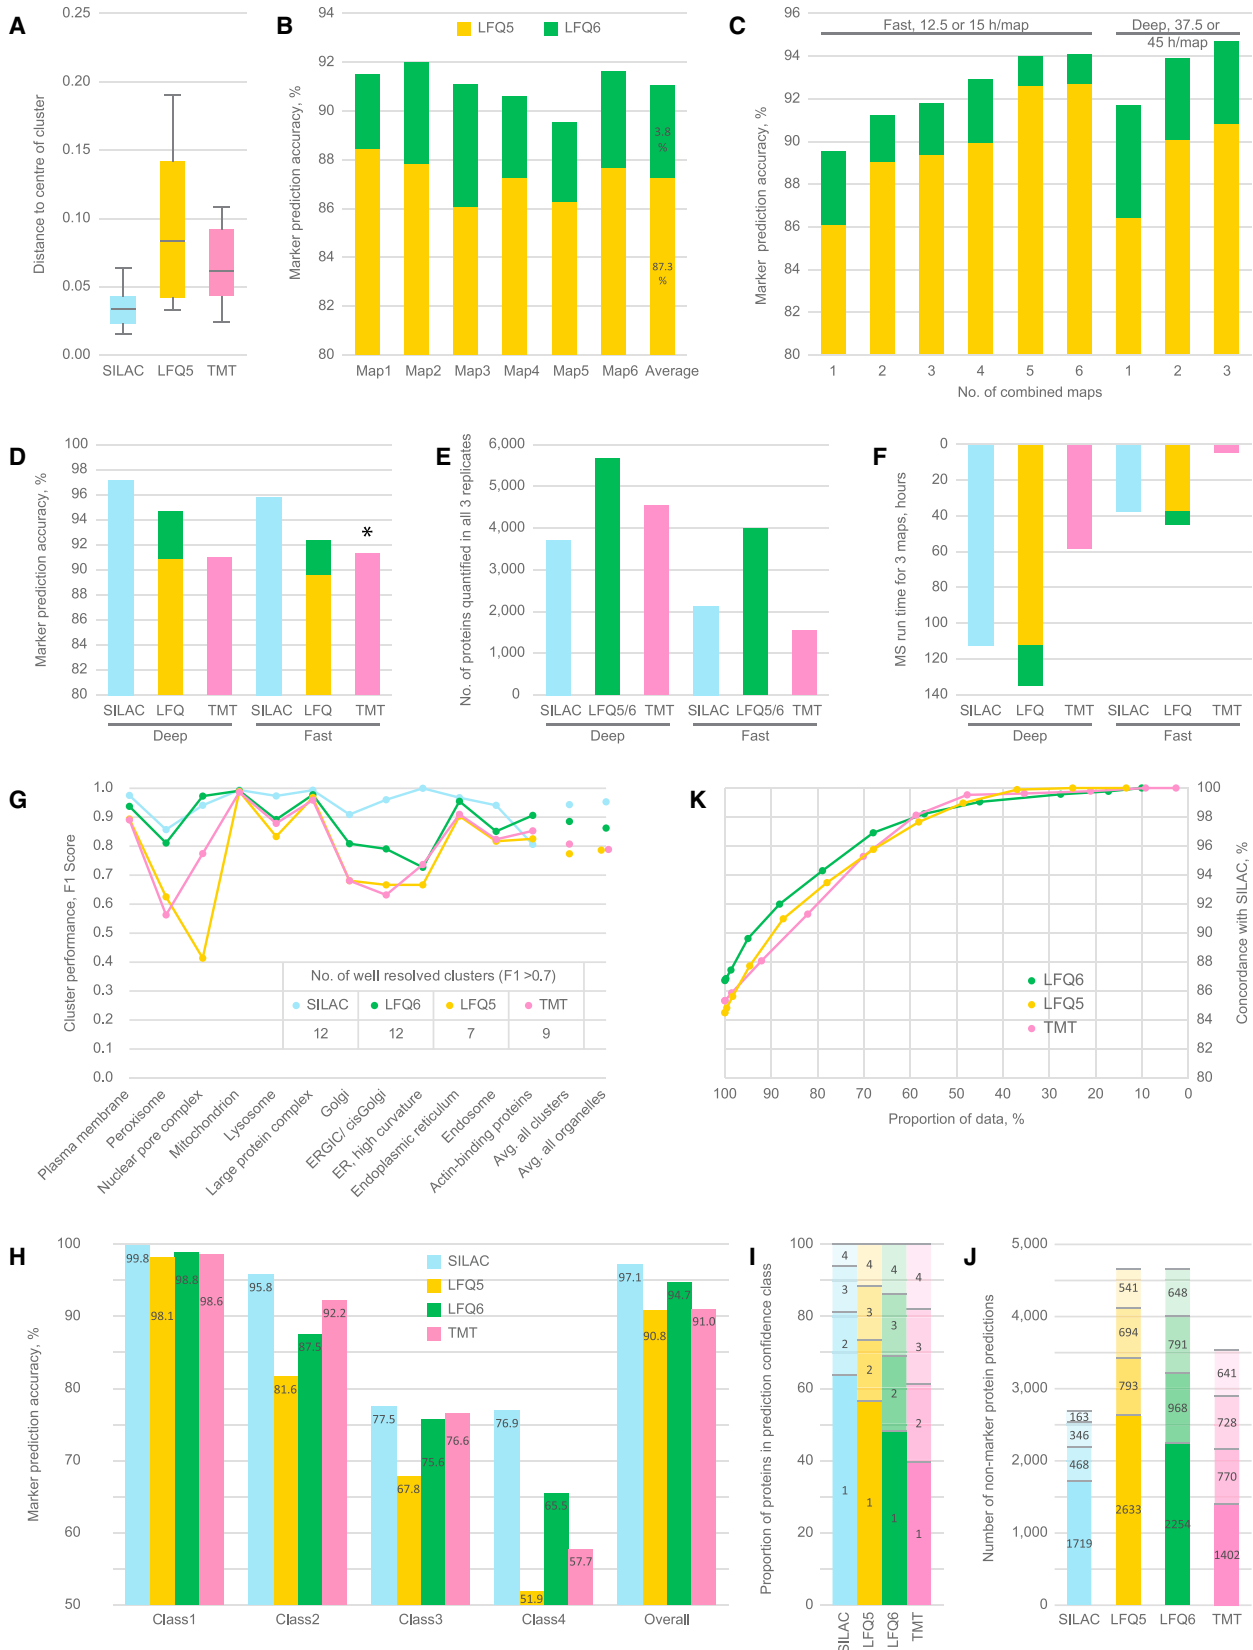 A
0.25
0.20
0.15
0.10
0.05
0.00
Distance to centre of cluster
SILAC LFQ5 TMT
B
LFQ5 LFQ6
94
92
90
88
86
84
82
80
Marker prediction accuracy, %
3.8
%
87.3
%
Map1 Map2 Map3 Map4 Map5 Map6 Average
C
Fast, 12.5 or 15 h/map
Deep, 37.5 or
45 h/map
96
94
92
90
88
86
84
82
80
Marker prediction accuracy, %
1 2 3 4 5 6 1 2 3
No. of combined maps
D
100
98
96
94
92
90
88
86
84
82
80
Marker prediction accuracy, %
*
SILAC LFQ TMT SILAC LFQ TMT
Deep Fast
E
6,000
5,000
4,000
3,000
2,000
1,000
0
No. of proteins quantified in all 3 replicates
SILAC LFQ5/6 TMT SILAC LFQ5/6 TMT
Deep Fast
F
0
20
40
60
80
100
120
140
MS run time for 3 maps, hours
SILAC LFQ TMT SILAC LFQ TMT
Deep Fast
G
1.0
0.9
0.8
0.7
0.6
0.5
0.4
0.3
0.2
0.1
0.0
Cluster performance, F1 Score
No. of well resolved clusters (F1 >0.7)
SILAC LFQ6 LFQ5 TMT
12 12 7 9
Plasma membrane
Peroxisome
Nuclear pore complex
Mitochondrion
Lysosome
Large protein complex
Golgi
ERGIC/ cisGolgi
ER, high curvature
Endoplasmic reticulum
Endosome
Actin-binding proteins
Avg. all clusters
Avg. all organelles
K
100
98
96
94
92
90
88
86
84
82
80
Concordance with SILAC, %
LFQ6
LFQ5
TMT
100 90 80 70 60 50 40 30 20 10 0
Proportion of data, %
H
100
90
80
70
60
50
Marker prediction accuracy, %
SILAC
LFQ5
LFQ6
TMT
99.8 98.1 98.8 98.6
95.8 81.6 87.5 92.2
77.5 67.8 75.6 76.6
76.9 51.9 65.5 57.7
97.1 90.8 94.7 91.0
Class1 Class2 Class3 Class4 Overall
I
100
80
60
40
20
0
Proportion of proteins in prediction confidence class
4 4 4 4
3 3 3 3
2 2 2 2
1 1 1 1
SILAC
LFQ5
LFQ6
TMT
J
5,000
4,000
3,000
2,000
1,000
0
Number of non-marker protein predictions
163 346 468 1719
541 694 793 2633
648 791 968 2254
641 728 770 1402
SILAC LFQ5 LFQ6 TMT